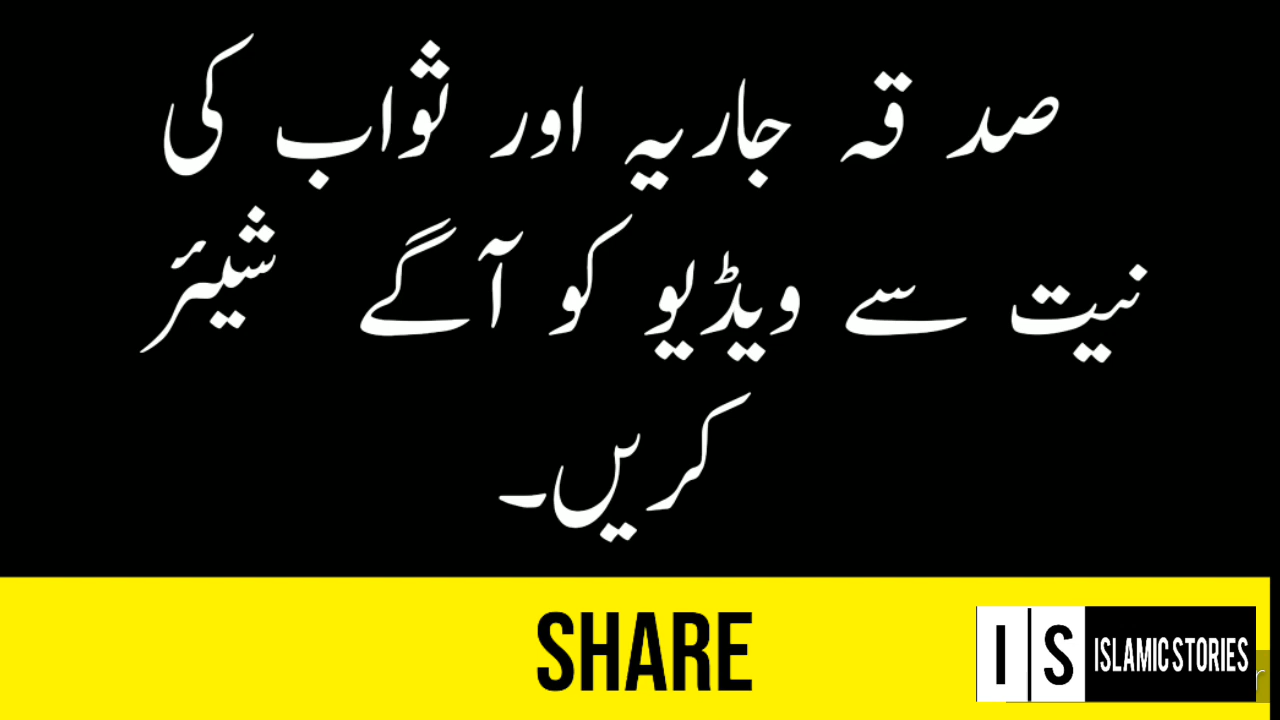 صدقہ جاریہ اور ثواب کی
نیت سے ویڈیو کو آگے شیئر
کریں۔
SHARE
IS ISLAMIC STORIES